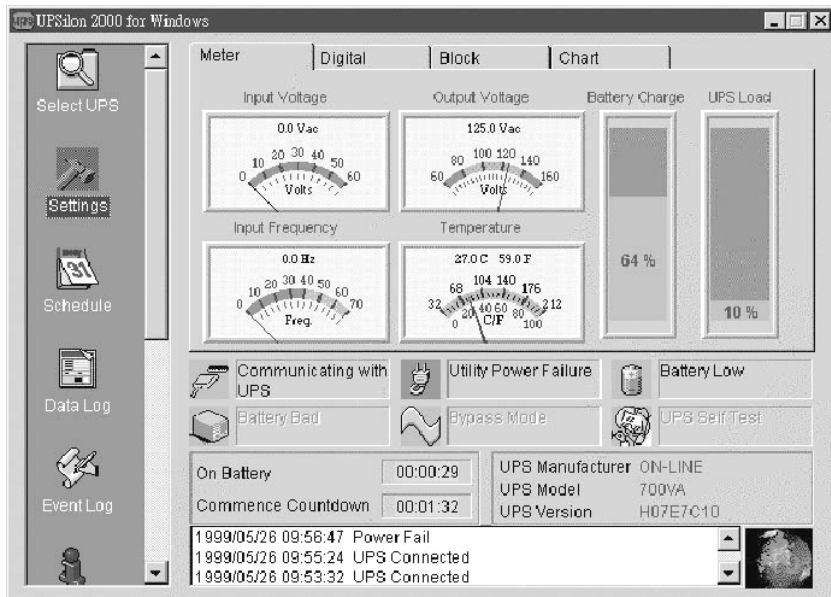 UPSilon 2000 for Windows
Select UPS
Settings
Schedule
Data Log
Event Log
Meter
Digital
Block
Chart
Input Voltage
0.0 Vac
0 10 20 30 40 50 60
Volts
Output Voltage
125.0 Vac
60 80 100 120 140 160
Volts
Battery Charge
64 %
UPS Load
10 %
Input Frequency
0.0 Hz
0 10 20 30 40 50 60 70
Freq.
Temperature
27.0 C 59.0 F
32 68 104 140 176 212
0 20 40 60 80 100
C/F
Communicating with
UPS
Utility Power Failure
Battery Low
Battery Bad
Bypass Mode
UPS Self Test
On Battery 00:00:29
Commence Countdown 00:01:32
UPS Manufacturer ON-LINE
UPS Model 700VA
UPS Version H07E7C10
1999/05/26 09:56:47 Power Fail
1999/05/26 09:55:24 UPS Connected
1999/05/26 09:53:32 UPS Connected